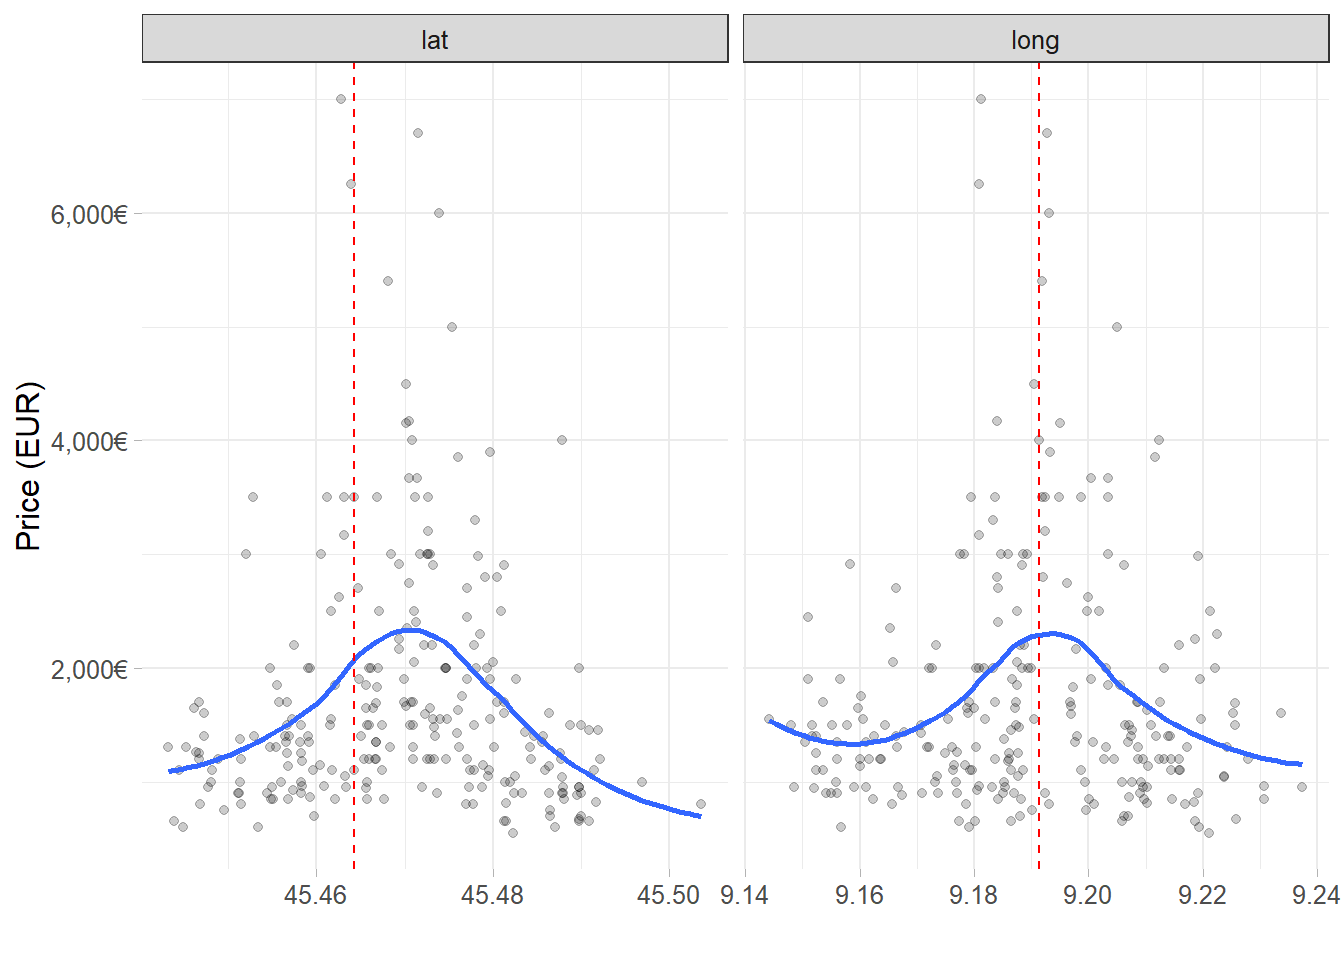 lat
long
Price (EUR)
6,000€
4,000€
2,000€
45.46 45.48 45.50
9.14 9.16 9.18 9.20 9.22 9.24